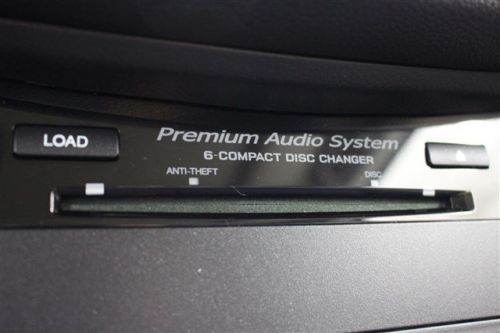 LOAD
Premium Audio System
6-COMPACT DISC CHANGER
ANTI-THEFT
DISC